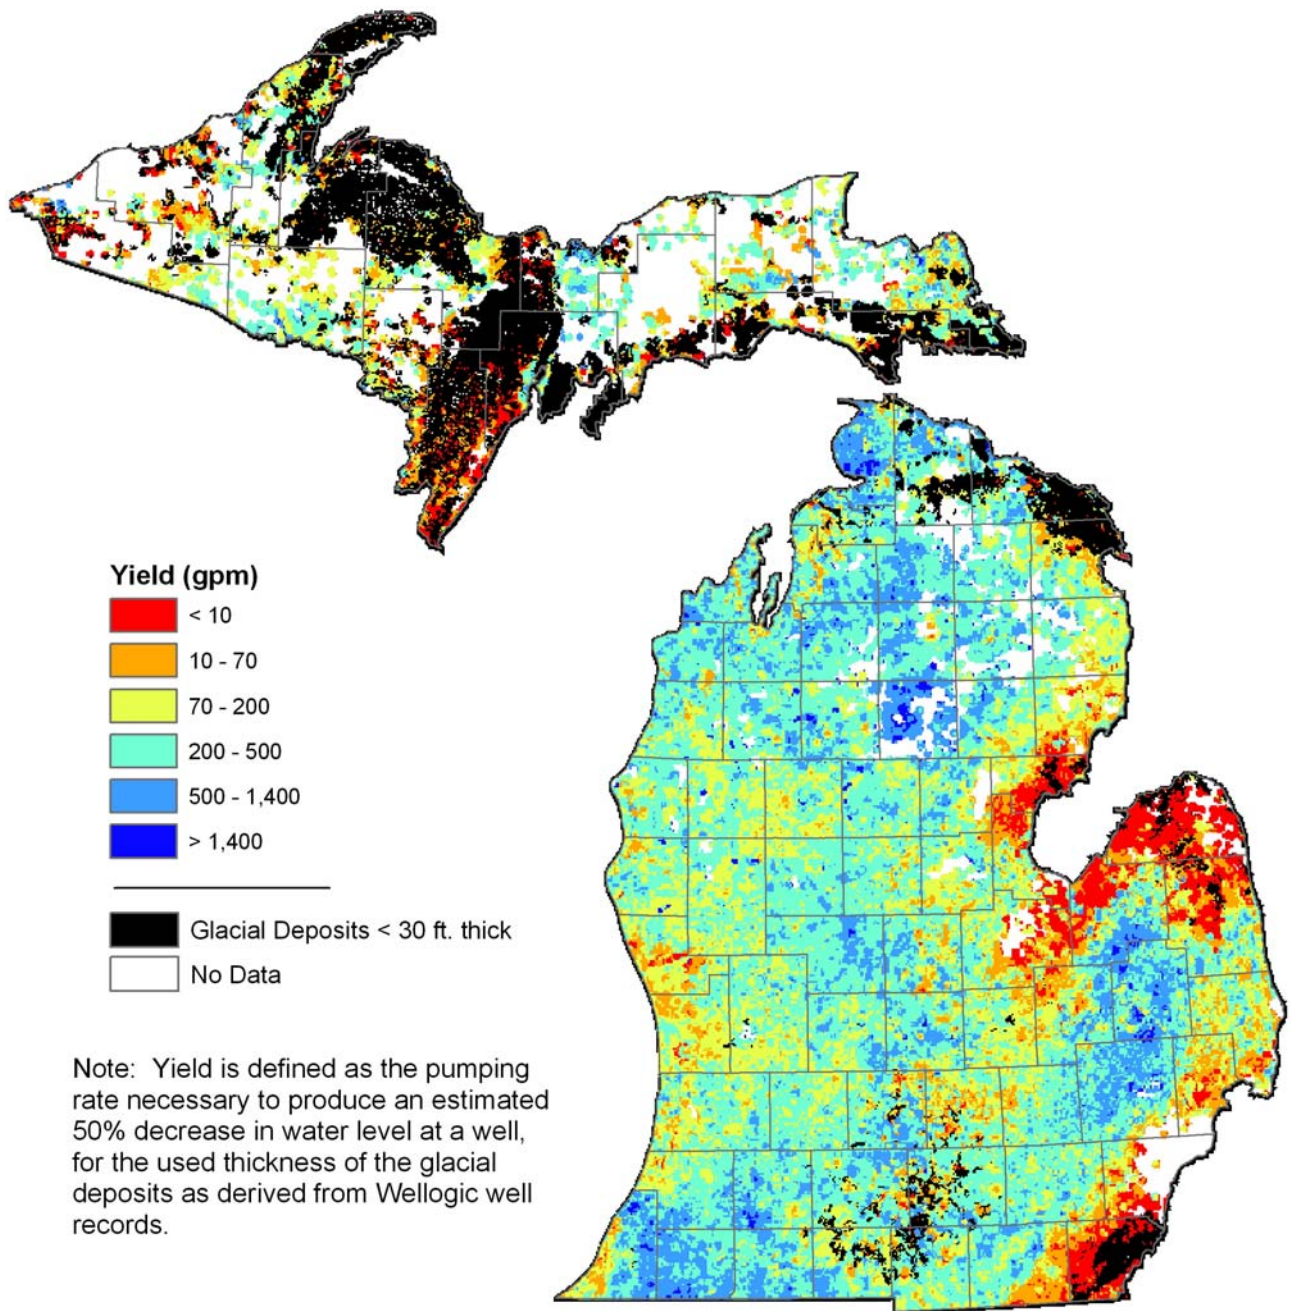 Yield (gpm)
< 10
10 - 70
70 - 200
200 - 500
500 - 1,400
> 1,400
Glacial Deposits < 30 ft. thick
No Data
Note:  Yield is defined as the pumping
rate necessary to produce an estimated
50% decrease in water level at a well,
for the used thickness of the glacial
deposits as derived from Wellogic well
records.